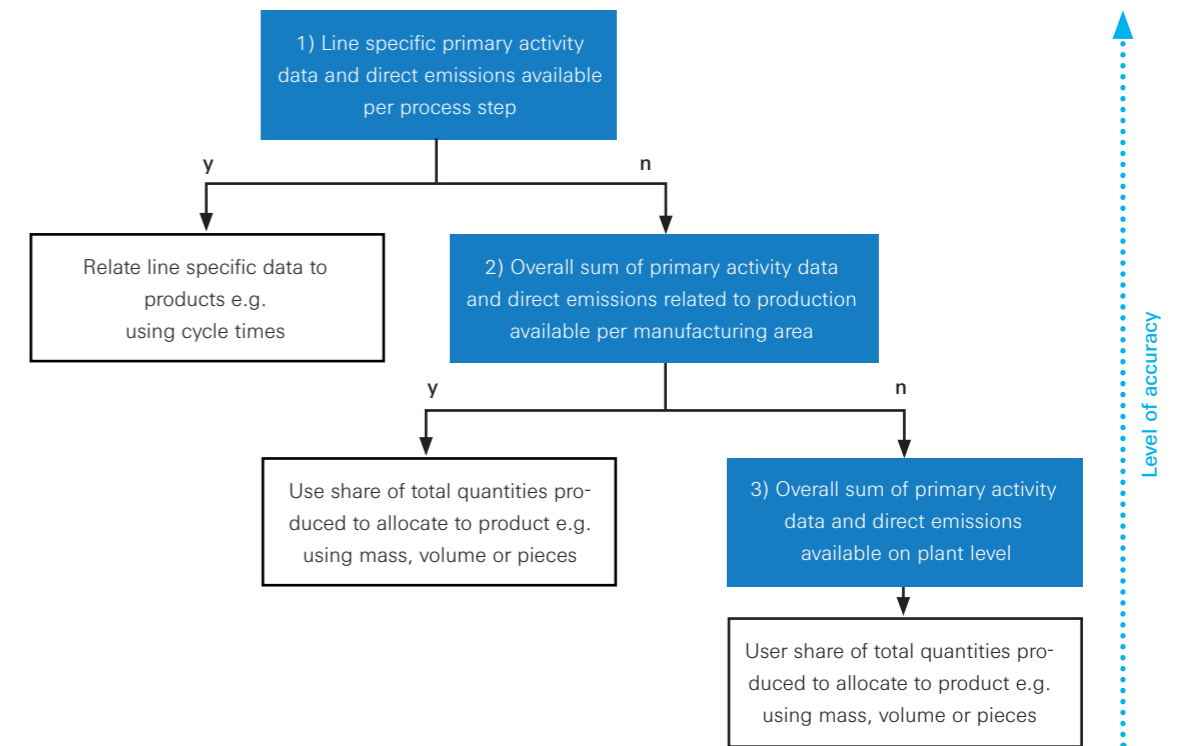 1) Line specific primary activity
data and direct emissions available
per process step
y
n
Relate line specific data to
products e.g.
using cycle times
2) Overall sum of primary activity data
and direct emissions related to production
available per manufacturing area
y
n
Use share of total quantities pro-
duced to allocate to product e.g.
using mass, volume or pieces
3) Overall sum of primary activity
data and direct emissions
available on plant level
User share of total quantities pro-
duced to allocate to product e.g.
using mass, volume or pieces
Level of accuracy